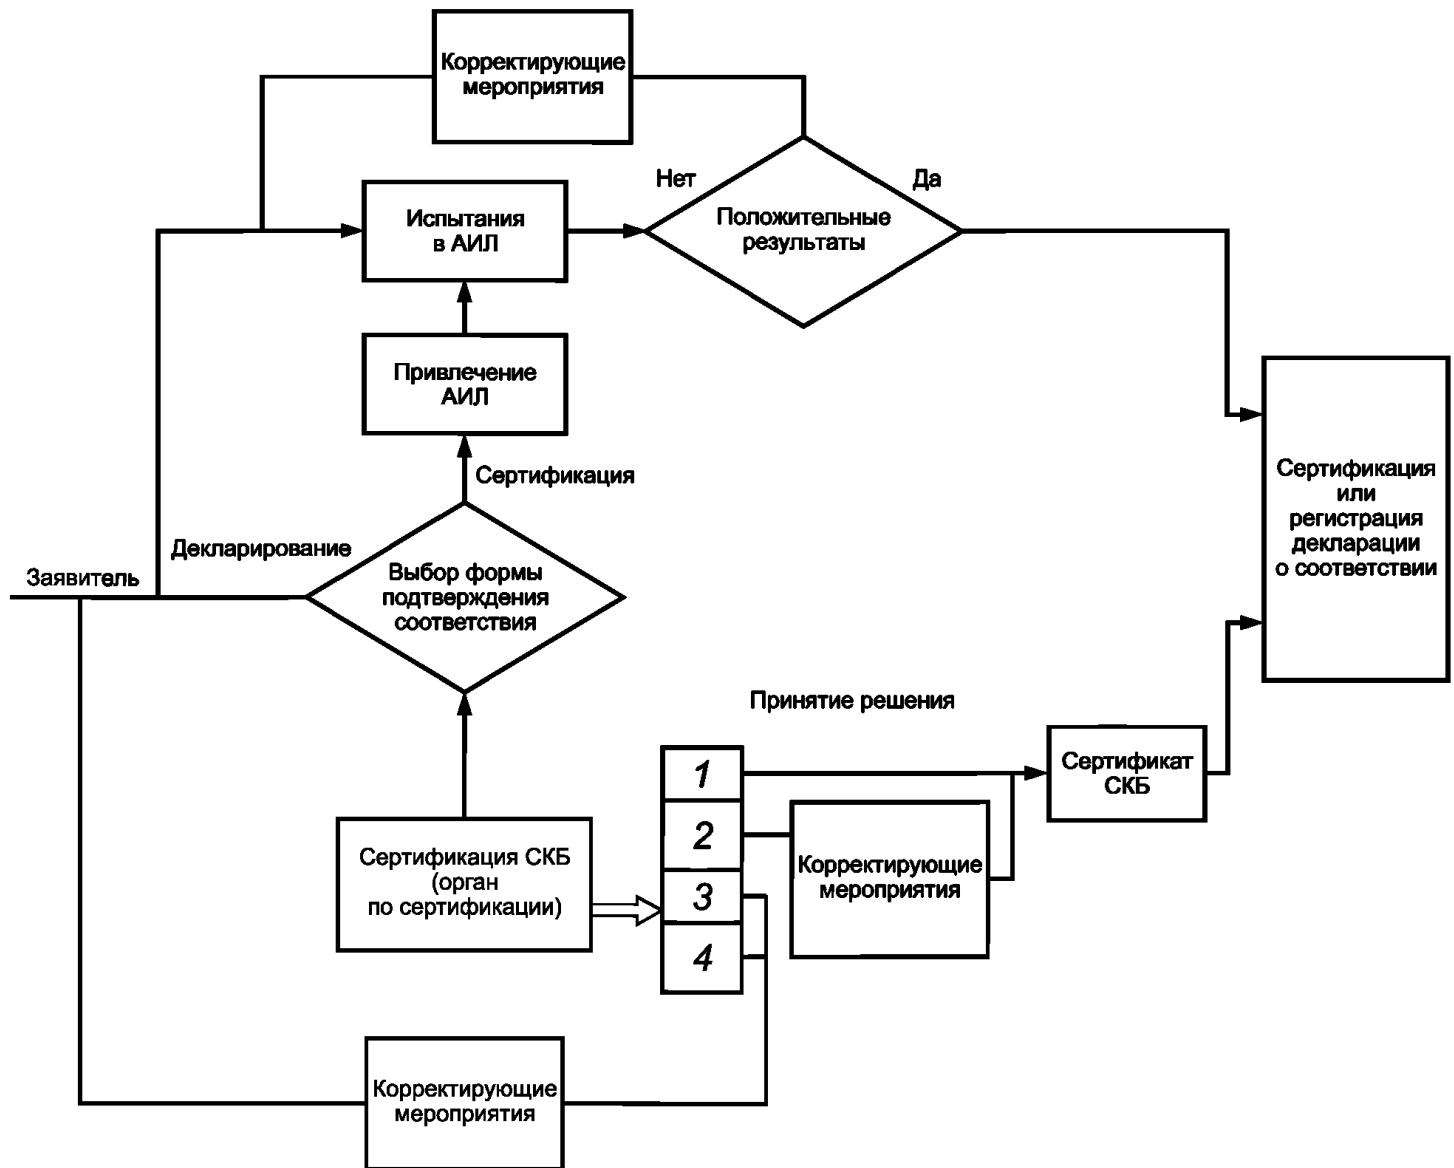 Корректирующие
мероприятия
Нет
Да
Испытания
в АИЛ
Положительные
результаты
Привлечение
АИЛ
Сертификация
Декларирование
Заявитель
Выбор формы
подтверждения
соответствия
Сертификация
или
регистрация
декларации
о соответствии
Принятие решения
1
2
3
4
Сертификат
СКБ
Сертификация СКБ
(орган
по сертификации)
Корректирующие
мероприятия
Корректирующие
мероприятия